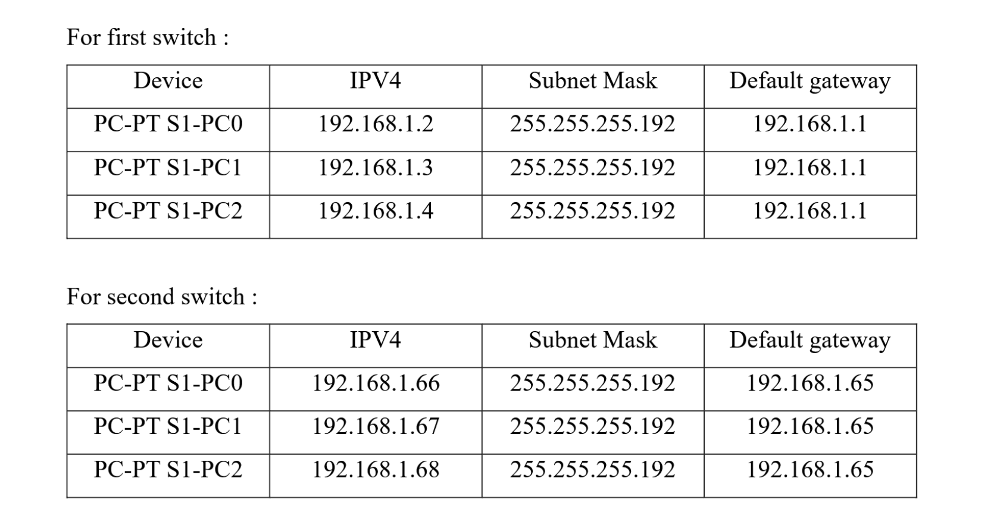 For first switch :
Device IPV4 Subnet Mask Default gateway
PC-PT S1-PC0 192.168.1.2 255.255.255.192 192.168.1.1
PC-PT S1-PC1 192.168.1.3 255.255.255.192 192.168.1.1
PC-PT S1-PC2 192.168.1.4 255.255.255.192 192.168.1.1
For second switch :
Device IPV4 Subnet Mask Default gateway
PC-PT S1-PC0 192.168.1.66 255.255.255.192 192.168.1.65
PC-PT S1-PC1 192.168.1.67 255.255.255.192 192.168.1.65
PC-PT S1-PC2 192.168.1.68 255.255.255.192 192.168.1.65